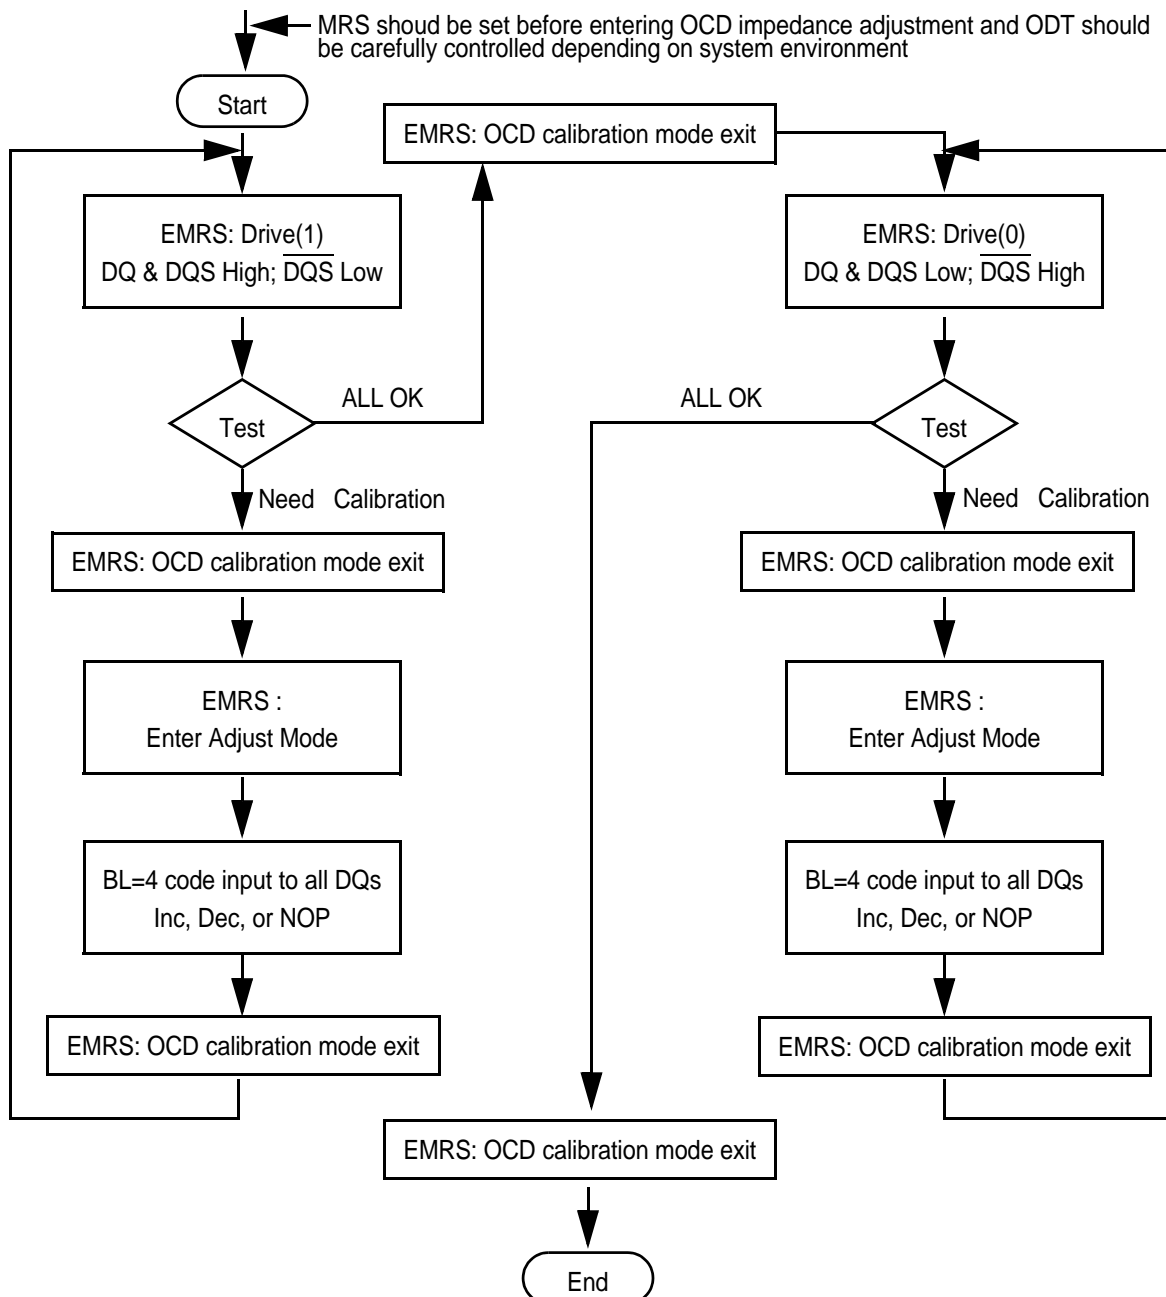 MRS shoud be set before entering OCD impedance adjustment and ODT should
be carefully controlled depending on system environment
Start
EMRS: OCD calibration mode exit
EMRS: Drive(1)
DQ & DQS High; D̅Q̅S̅ Low
Test
ALL OK
Need Calibration
EMRS: OCD calibration mode exit
EMRS :
Enter Adjust Mode
BL=4 code input to all DQs
Inc, Dec, or NOP
EMRS: OCD calibration mode exit
EMRS: Drive(0)
DQ & DQS Low; D̅Q̅S̅ High
Test
ALL OK
Need Calibration
EMRS: OCD calibration mode exit
EMRS :
Enter Adjust Mode
BL=4 code input to all DQs
Inc, Dec, or NOP
EMRS: OCD calibration mode exit
EMRS: OCD calibration mode exit
End